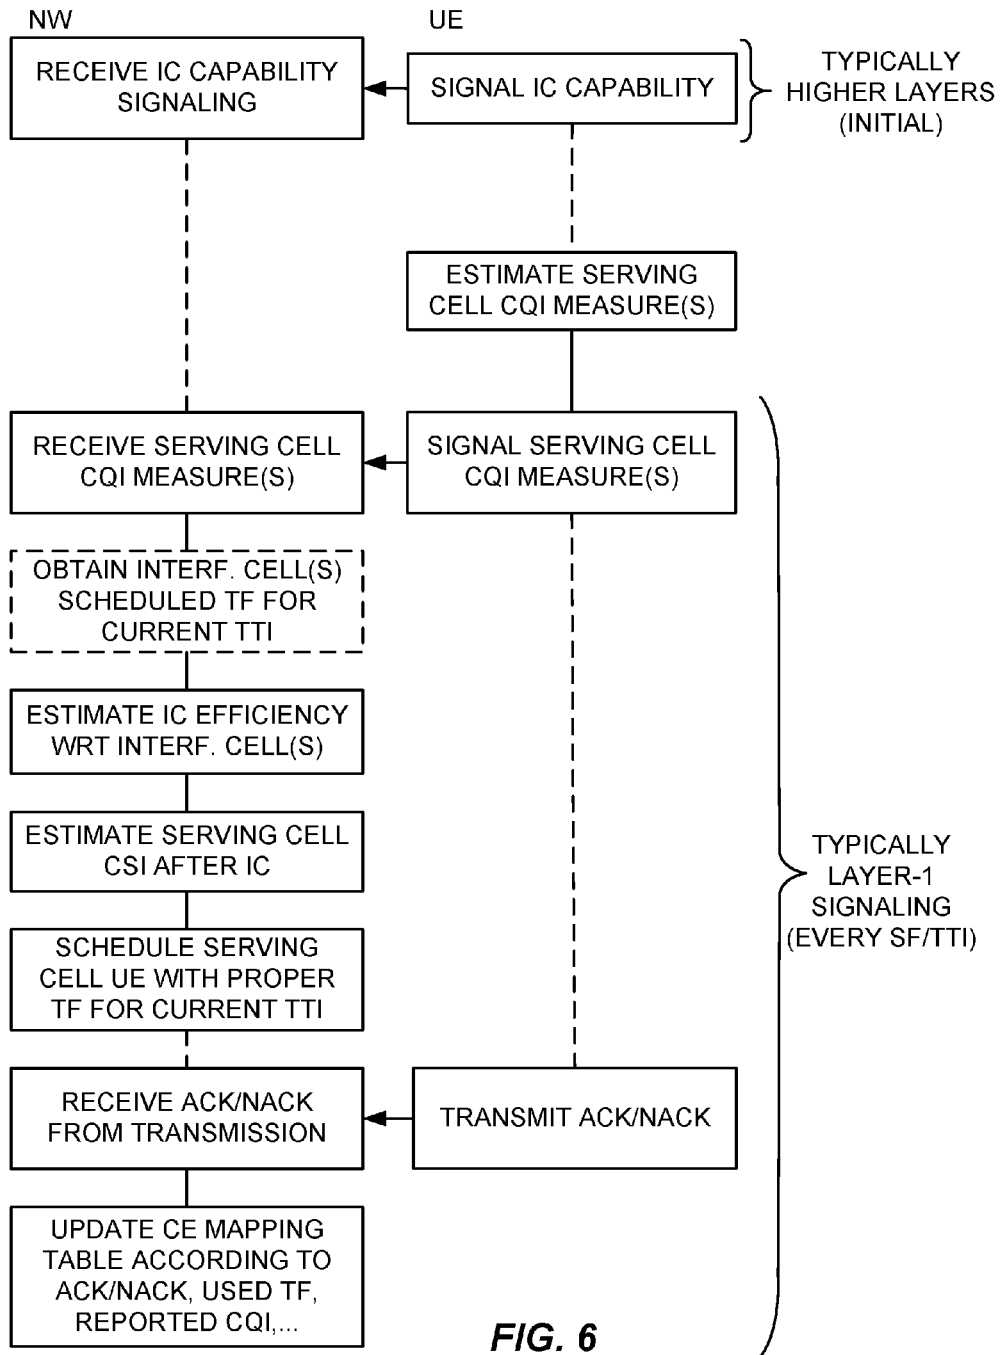 NW
UE
RECEIVE IC CAPABILITY
SIGNALING
SIGNAL IC CAPABILITY
TYPICALLY
HIGHER LAYERS
(INITIAL)
ESTIMATE SERVING
CELL CQI MEASURE(S)
RECEIVE SERVING CELL
CQI MEASURE(S)
SIGNAL SERVING CELL
CQI MEASURE(S)
OBTAIN INTERF. CELL(S)
SCHEDULED TF FOR
CURRENT TTI
ESTIMATE IC EFFICIENCY
WRT INTERF. CELL(S)
ESTIMATE SERVING CELL
CSI AFTER IC
SCHEDULE SERVING
CELL UE WITH PROPER
TF FOR CURRENT TTI
TYPICALLY
LAYER-1
SIGNALING
(EVERY SF/TTI)
RECEIVE ACK/NACK
FROM TRANSMISSION
TRANSMIT ACK/NACK
UPDATE CE MAPPING
TABLE ACCORDING TO
ACK/NACK, USED TF,
REPORTED CQI,...
FIG. 6